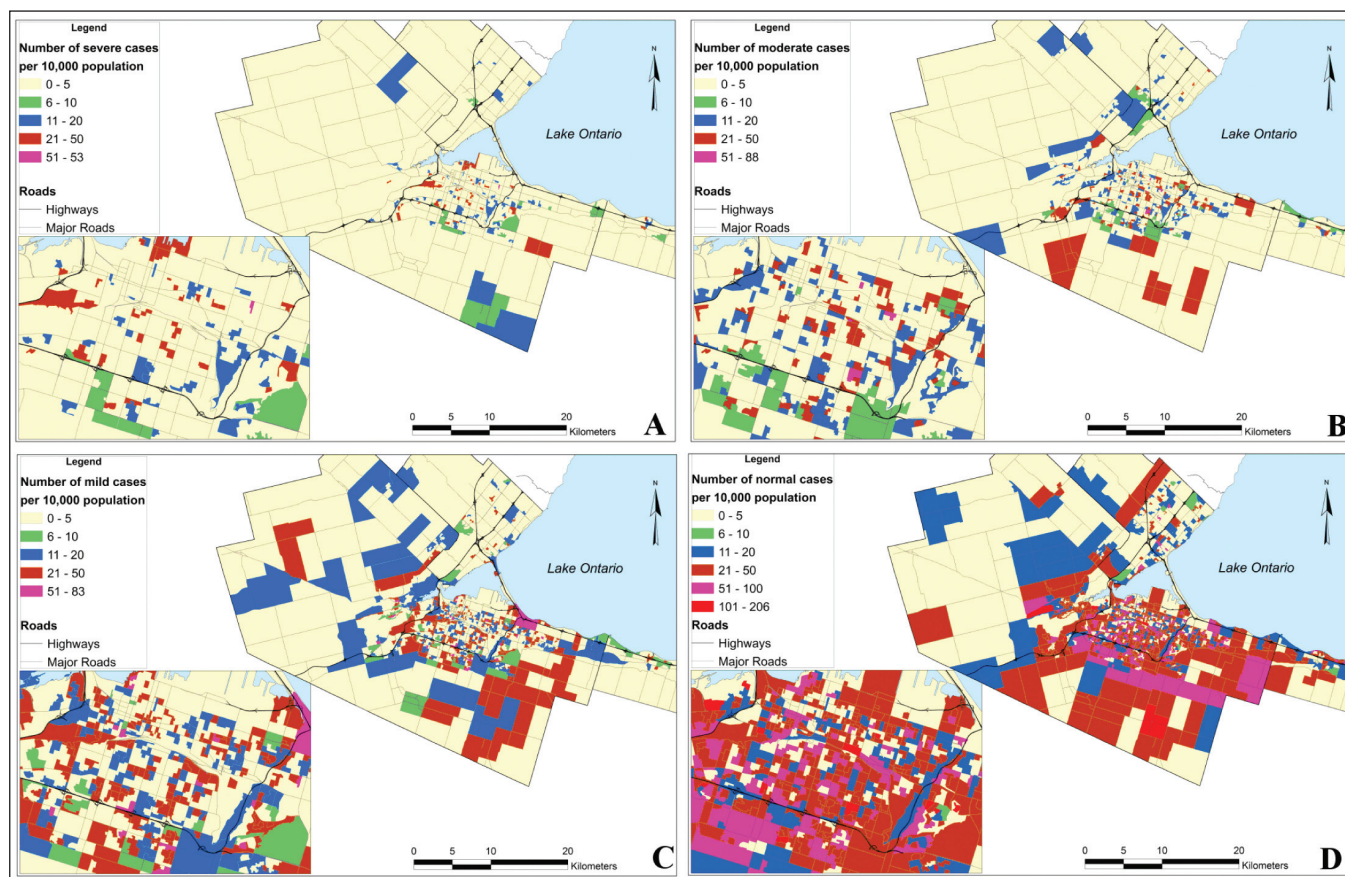 Legend
Number of severe cases
per 10,000 population
0 - 5
6 - 10
11 - 20
21 - 50
51 - 53
Roads
Highways
Major Roads
N
Lake Ontario
0 5 10 20
Kilometers
A
Legend
Number of moderate cases
per 10,000 population
0 - 5
6 - 10
11 - 20
21 - 50
51 - 88
Roads
Highways
Major Roads
N
Lake Ontario
0 5 10 20
Kilometers
B
Legend
Number of mild cases
per 10,000 population
0 - 5
6 - 10
11 - 20
21 - 50
51 - 83
Roads
Highways
Major Roads
N
Lake Ontario
0 5 10 20
Kilometers
C
Legend
Number of normal cases
per 10,000 population
0 - 5
6 - 10
11 - 20
21 - 50
51 - 100
101 - 206
Roads
Highways
Major Roads
N
Lake Ontario
0 5 10 20
Kilometers
D